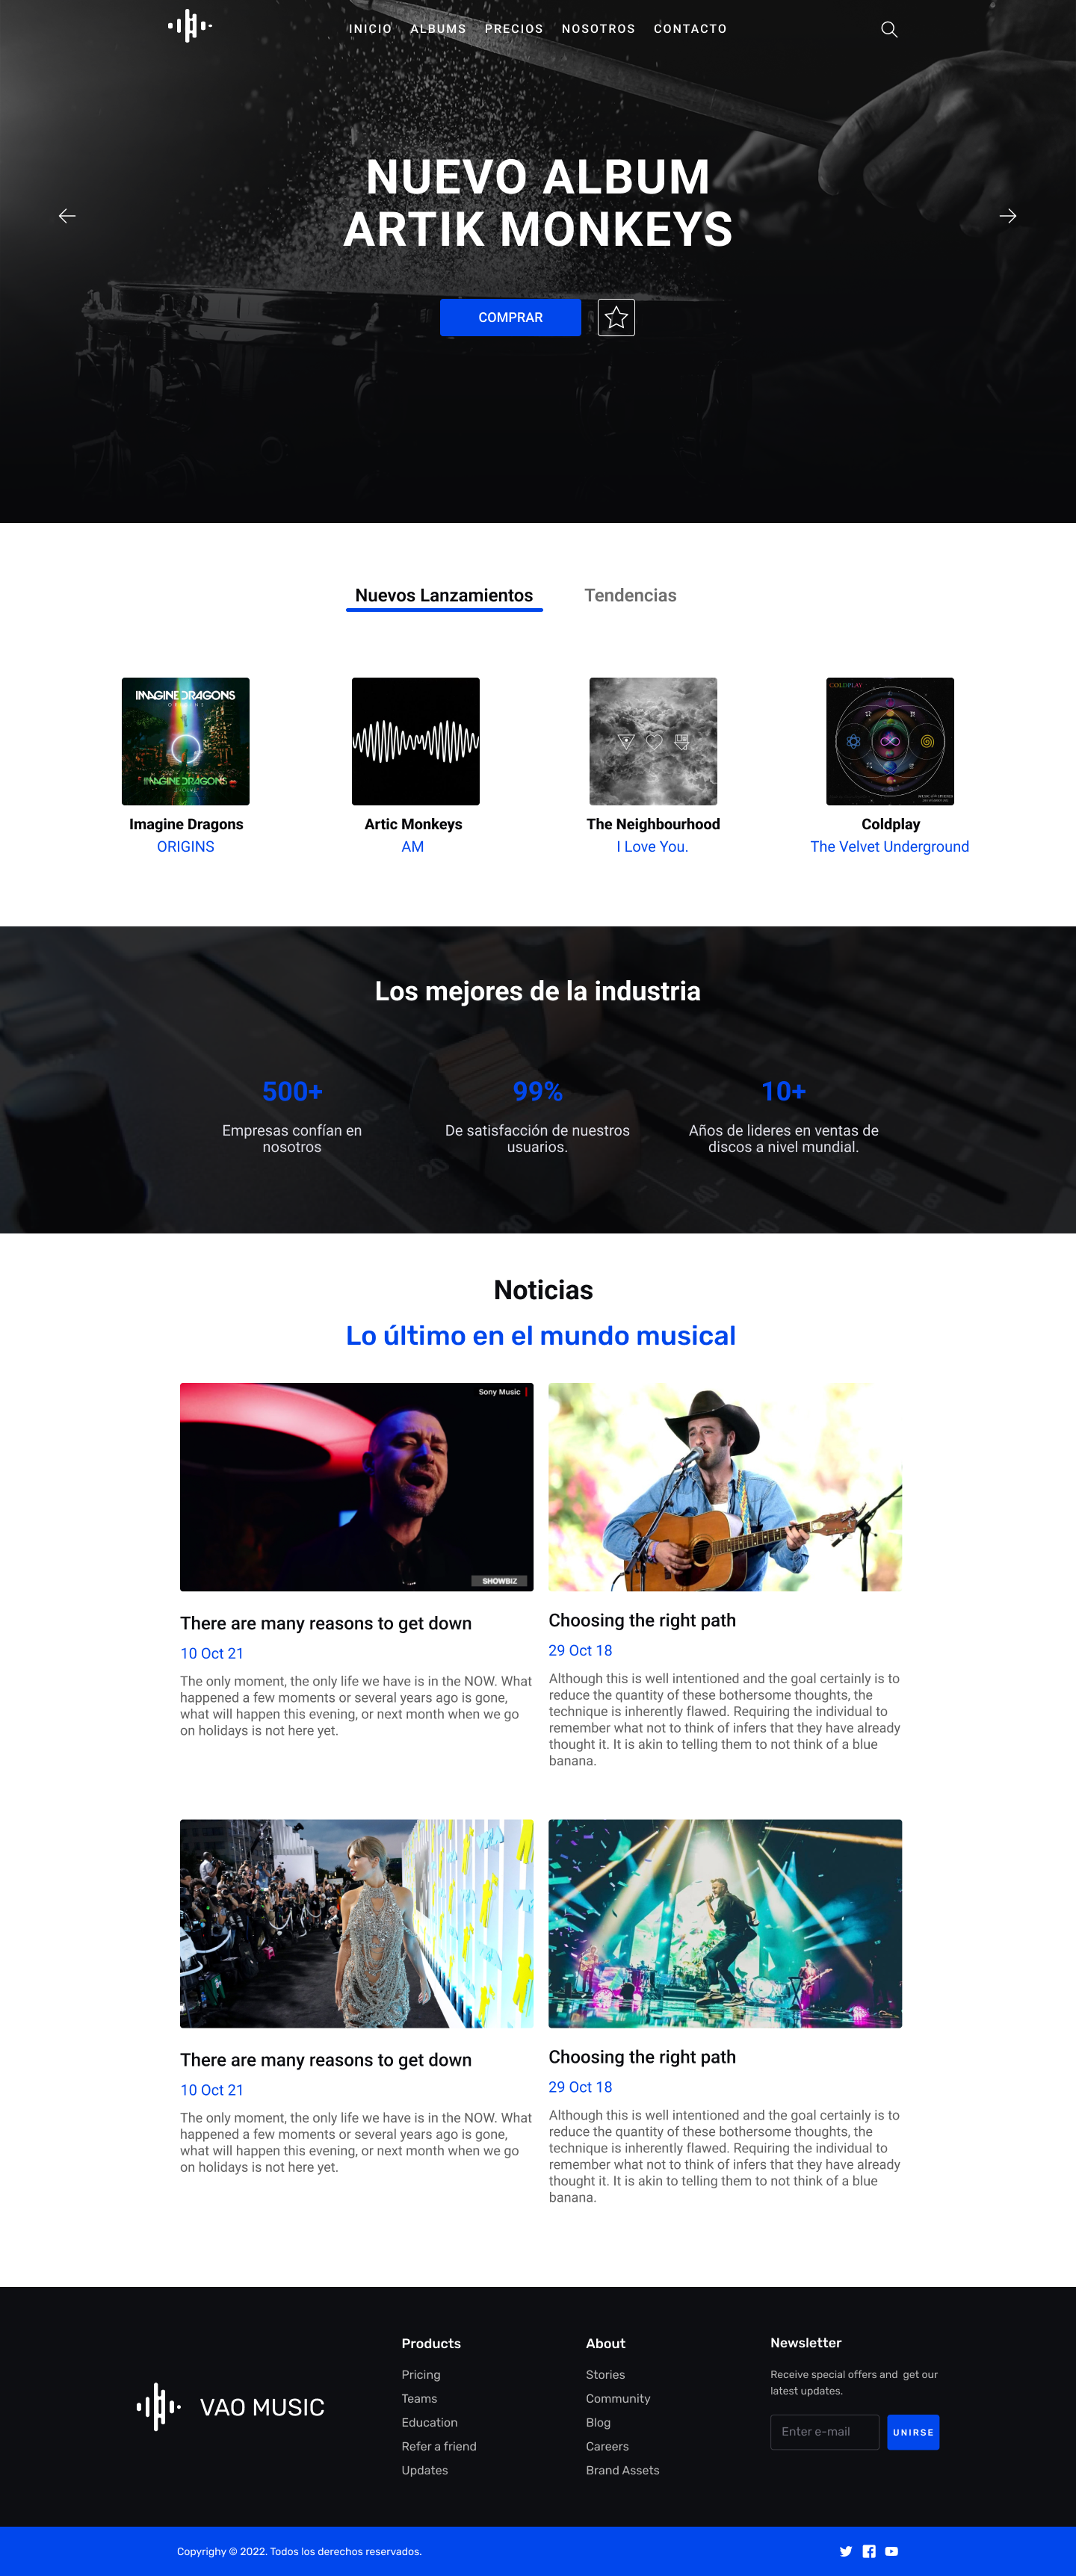 INICIO ALBUMS PRECIOS NOSOTROS CONTACTO
NUEVO ALBUM
ARTIK MONKEYS
COMPRAR
Nuevos Lanzamientos Tendencias
IMAGINE DRAGONS
ORIGINS
IMAGINE DRAGONS
COLDPLAY
Imagine Dragons
ORIGINS
Artic Monkeys
AM
The Neighbourhood
I Love You.
Coldplay
The Velvet Underground
Los mejores de la industria
500+
Empresas confían en
nosotros
99%
De satisfacción de nuestros
usuarios.
10+
Años de lideres en ventas de
discos a nivel mundial.
20
30
40
50
Noticias
Lo último en el mundo musical
Sony Music
SHOWBIZ
There are many reasons to get down
10 Oct 21
The only moment, the only life we have is in the NOW. What
happened a few moments or several years ago is gone,
what will happen this evening, or next month when we go
on holidays is not here yet.
Choosing the right path
29 Oct 18
Although this is well intentioned and the goal certainly is to
reduce the quantity of these bothersome thoughts, the
technique is inherently flawed. Requiring the individual to
remember what not to think of infers that they have already
thought it. It is akin to telling them to not think of a blue
banana.
There are many reasons to get down
10 Oct 21
The only moment, the only life we have is in the NOW. What
happened a few moments or several years ago is gone,
what will happen this evening, or next month when we go
on holidays is not here yet.
Choosing the right path
29 Oct 18
Although this is well intentioned and the goal certainly is to
reduce the quantity of these bothersome thoughts, the
technique is inherently flawed. Requiring the individual to
remember what not to think of infers that they have already
thought it. It is akin to telling them to not think of a blue
banana.
VAO MUSIC
Products
Pricing
Teams
Education
Refer a friend
Updates
About
Stories
Community
Blog
Careers
Brand Assets
Newsletter
Receive special offers and get our
latest updates.
Enter e-mail
UNIRSE
Copyrighy © 2022. Todos los derechos reservados.